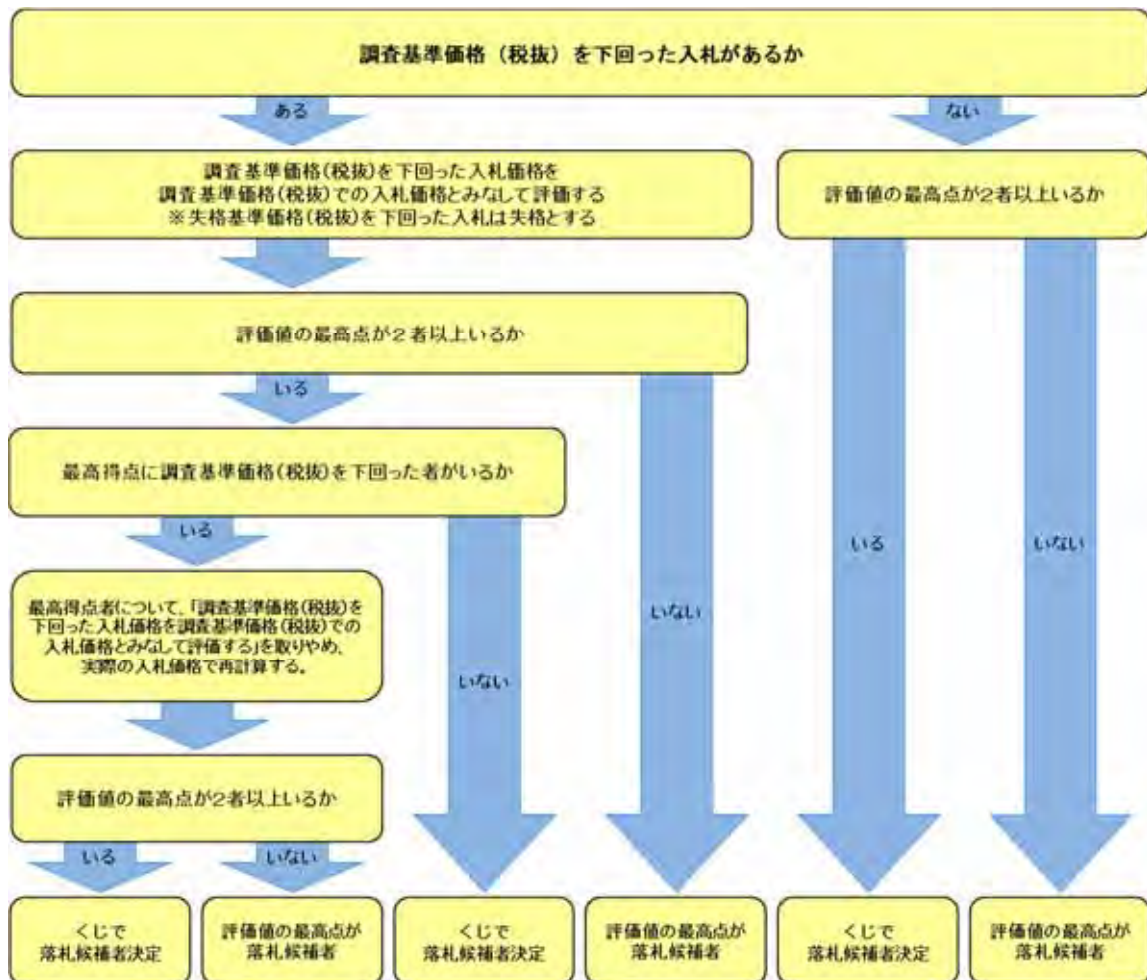 調査基準価格（税抜）を下回った入札があるか
ある
ない
調査基準価格(税抜)を下回った入札価格を
調査基準価格(税抜)での入札価格とみなして評価する
※失格基準価格(税抜)を下回った入札は失格とする
評価値の最高点が2者以上いるか
評価値の最高点が２者以上いるか
いる
最高得点に調査基準価格(税抜)を下回った者がいるか
いる
いる
いない
最高得点者について、「調査基準価格(税抜)を
下回った入札価格を調査基準価格(税抜)での
入札価格とみなして評価する」を取りやめ、
実際の入札価格で再計算する。
いない
いない
評価値の最高点が2者以上いるか
いる
いない
くじで
落札候補者決定
評価値の最高点が
落札候補者
くじで
落札候補者決定
評価値の最高点が
落札候補者
くじで
落札候補者決定
評価値の最高点が
落札候補者